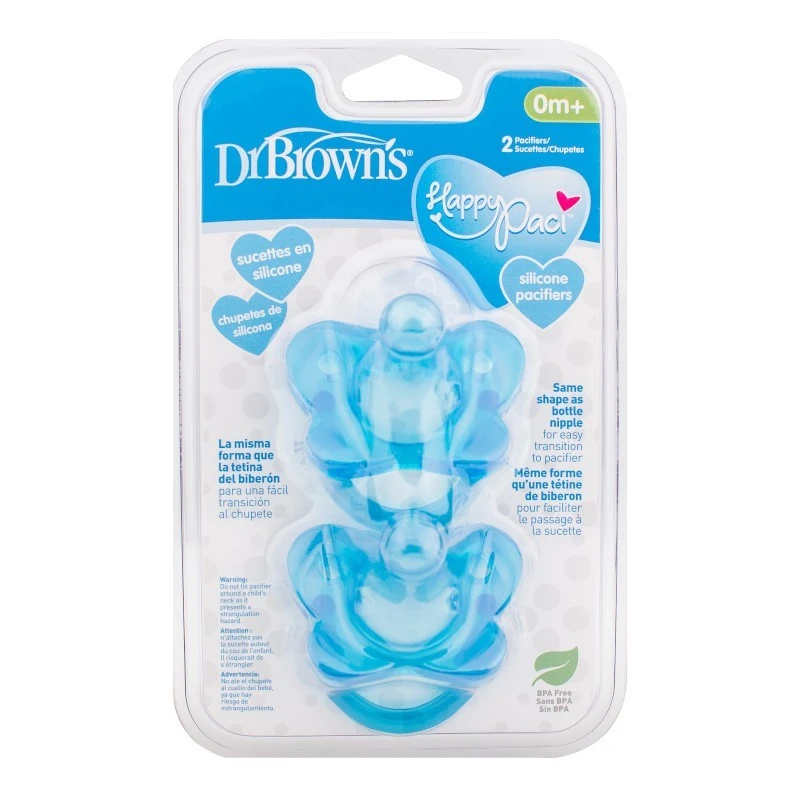 0m+
2 Pacifiers/
Sucettes/Chupetes
Dr Brown's®
Happy Paci™
silicone
pacifiers
sucettes en
silicone
chupetes de
silicona
Same
shape as
bottle
nipple
for easy
transition
to pacifier
Même forme
qu'une tétine
de biberon
pour faciliter
le passage à
la sucette
La misma
forma que
la tetina
del biberón
para una fácil
transición
al chupete
Warning:
Do not tie pacifier
around a child's
neck as it
presents a
strangulation
hazard.
Attention :
n'attachez pas
la sucette autour
du cou de l'enfant.
Il risquerait de
s'étrangler.
Advertencia:
No ate el chupete
al cuello del bebé,
ya que hay
riesgo de
estrangulamiento.
BPA Free
Sans BPA
Sin BPA